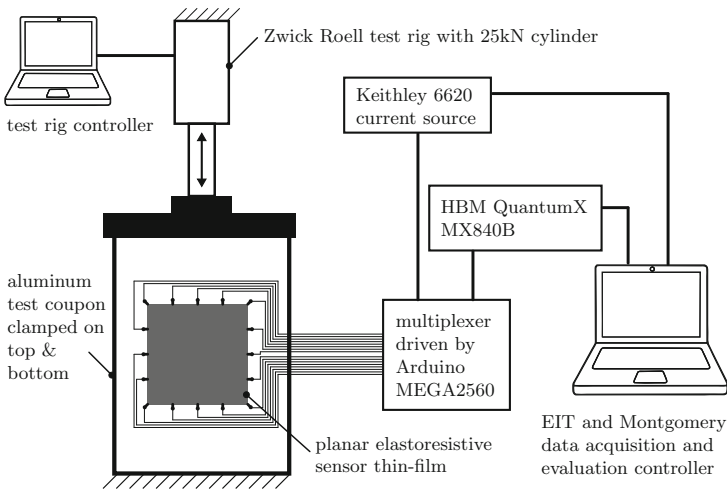 Zwick Roell test rig with 25kN cylinder
test rig controller
Keithley 6620
current source
HBM QuantumX
MX840B
aluminum
test coupon
clamped on
top &
bottom
multiplexer
driven by
Arduino
MEGA2560
planar elastoresistive
sensor thin-film
EIT and Montgomery
data acquisition and
evaluation controller